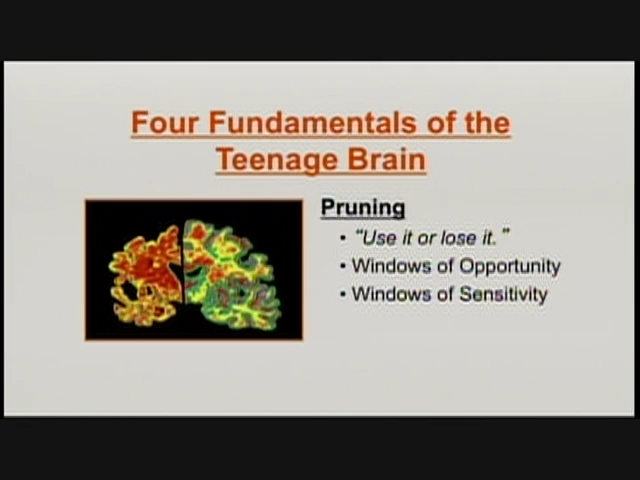 Four Fundamentals of the
Teenage Brain
Pruning
• “Use it or lose it.”
• Windows of Opportunity
• Windows of Sensitivity